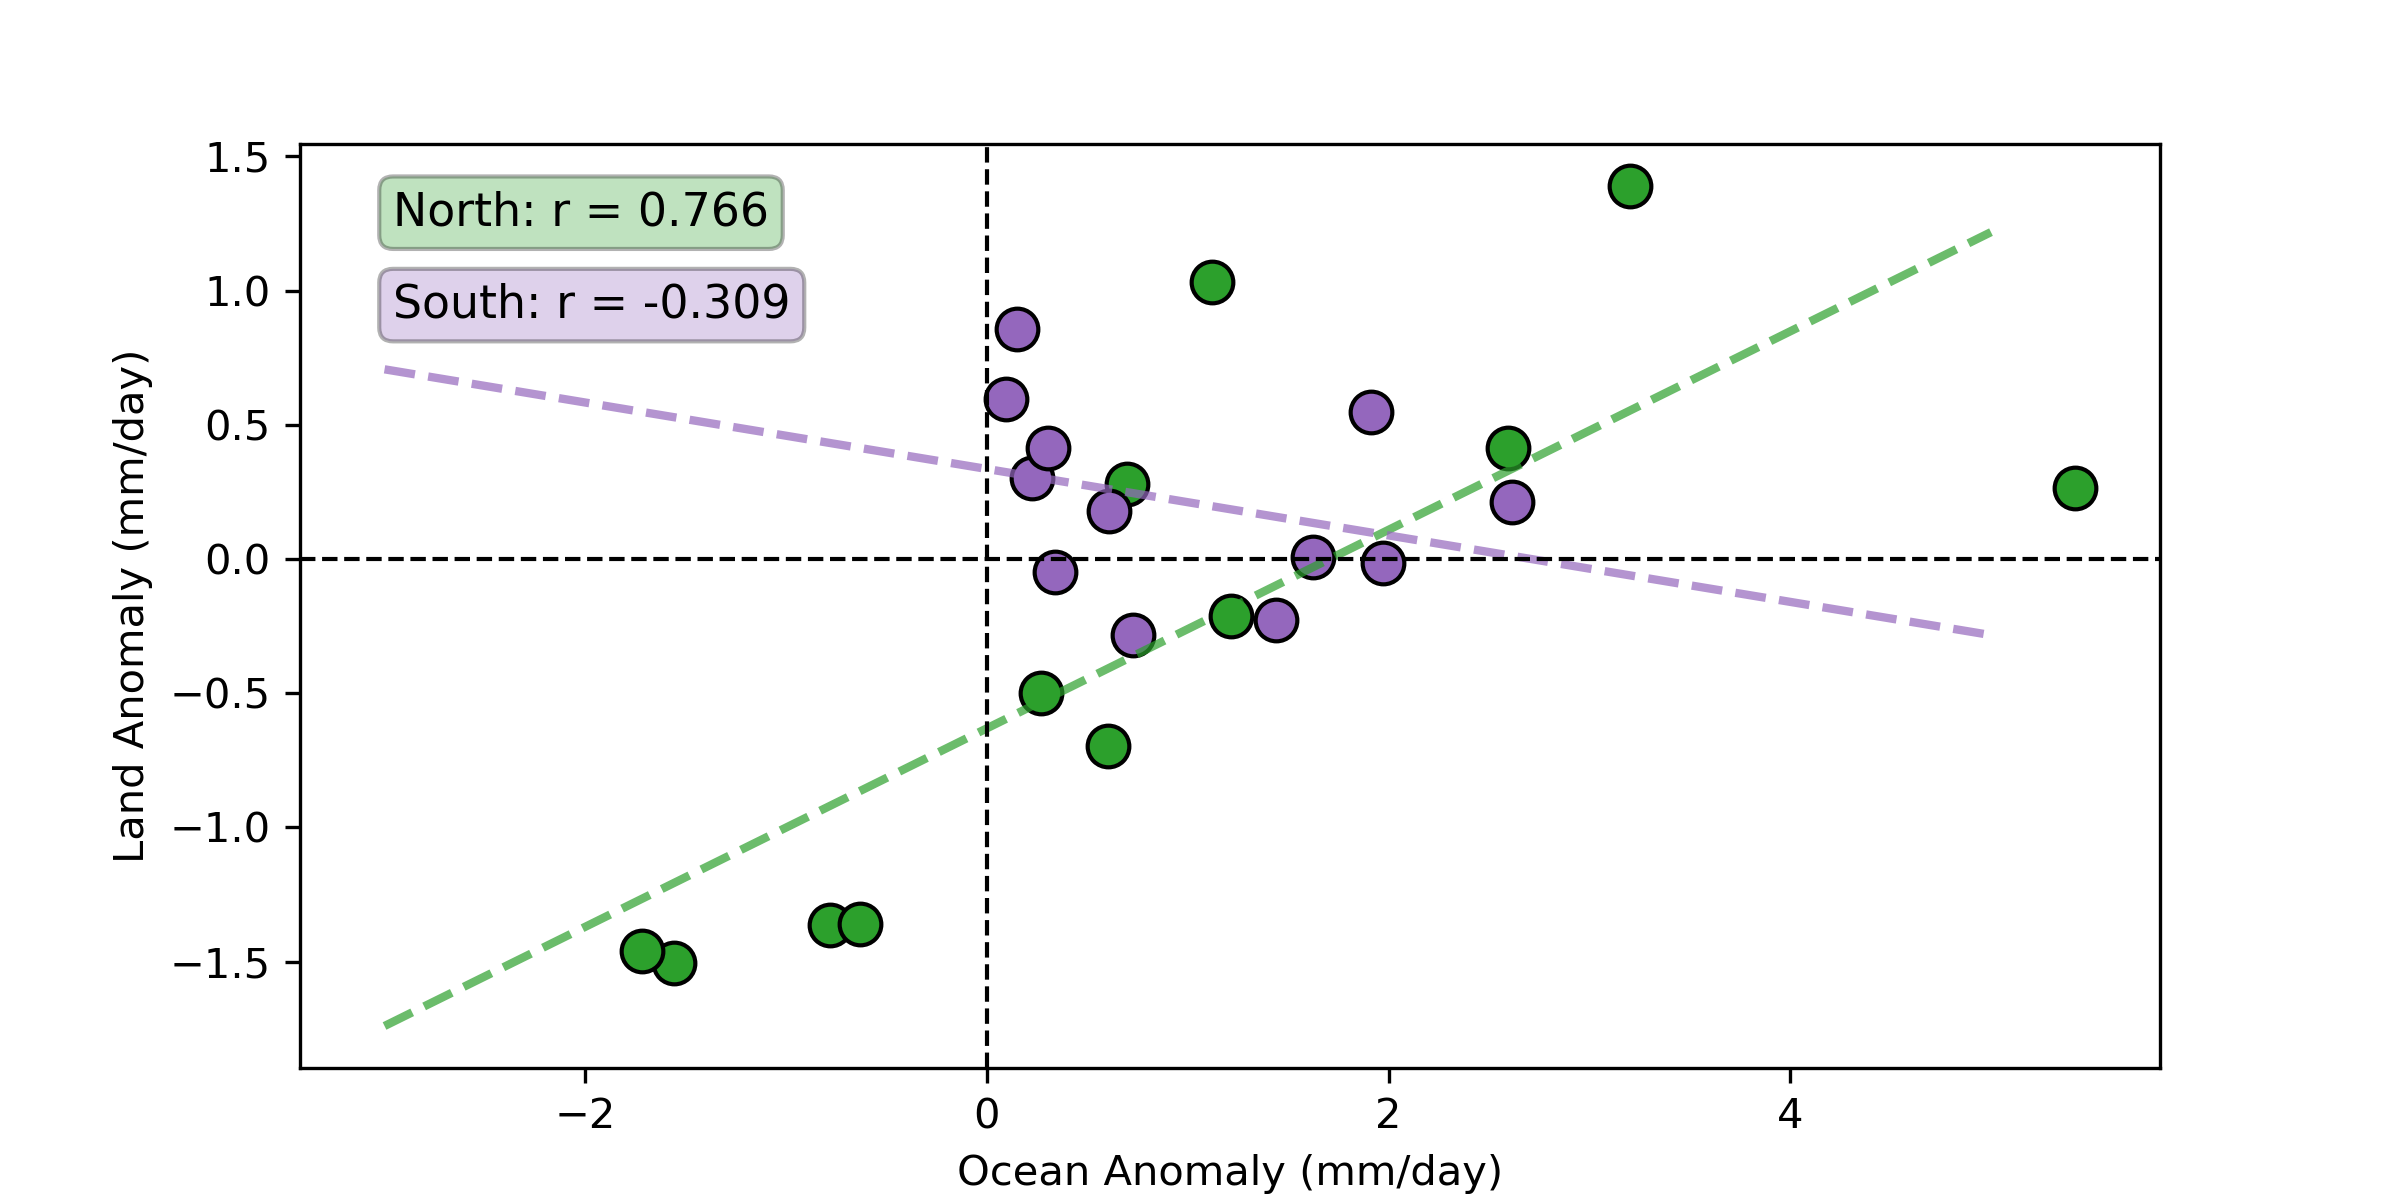 North: r = 0.766
South: r = -0.309
1.5
1.0
0.5
0.0
−0.5
−1.0
−1.5
Land Anomaly (mm/day)
−2 0 2 4
Ocean Anomaly (mm/day)